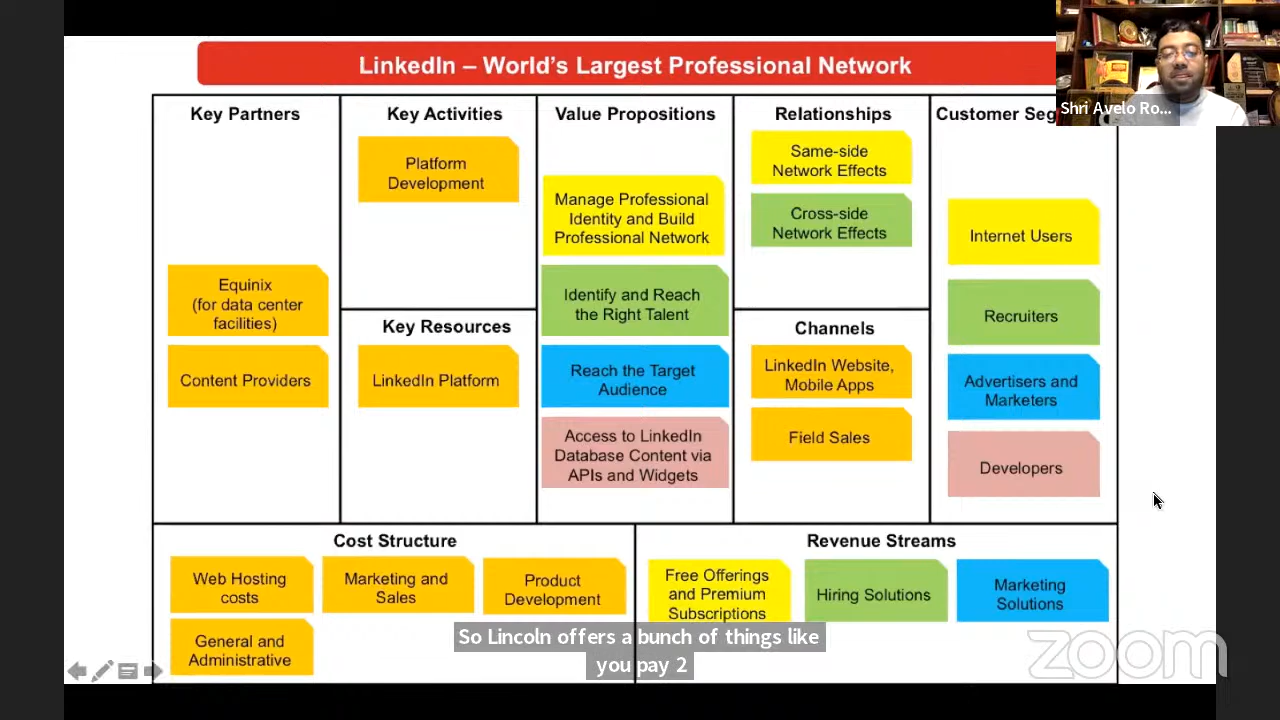 LinkedIn – World's Largest Professional Network
Shri Avelo Ro...
Key Partners
Equinix
(for data center
facilities)
Content Providers
Key Activities
Platform
Development
Key Resources
LinkedIn Platform
Value Propositions
Manage Professional
Identity and Build
Professional Network
Identify and Reach
the Right Talent
Reach the Target
Audience
Access to LinkedIn
Database Content via
APIs and Widgets
Relationships
Same-side
Network Effects
Cross-side
Network Effects
Channels
LinkedIn Website,
Mobile Apps
Field Sales
Customer Seg
Internet Users
Recruiters
Advertisers and
Marketers
Developers
Cost Structure
Web Hosting
costs
Marketing and
Sales
Product
Development
General and
Administrative
Revenue Streams
Free Offerings
and Premium
Subscriptions
Hiring Solutions
Marketing
Solutions
So Lincoln offers a bunch of things like
you pay 2
zoom